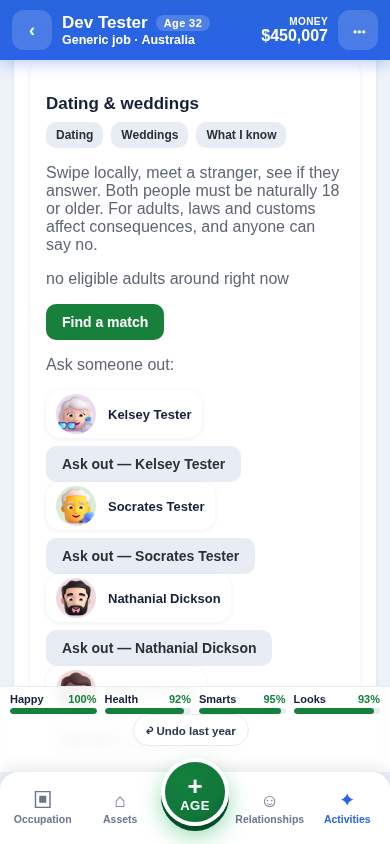 ‹
Dev Tester Age 32
Generic job · Australia
MONEY
$450,007
•••
Dating & weddings
Dating Weddings What I know
Swipe locally, meet a stranger, see if they
answer. Both people must be naturally 18
or older. For adults, laws and customs
affect consequences, and anyone can
say no.
no eligible adults around right now
Find a match
Ask someone out:
Kelsey Tester
Ask out — Kelsey Tester
Socrates Tester
Ask out — Socrates Tester
Nathanial Dickson
Ask out — Nathanial Dickson
Happy 100% Health 92% Smarts 95% Looks 93%
Undo last year
+
AGE
Occupation Assets Relationships Activities